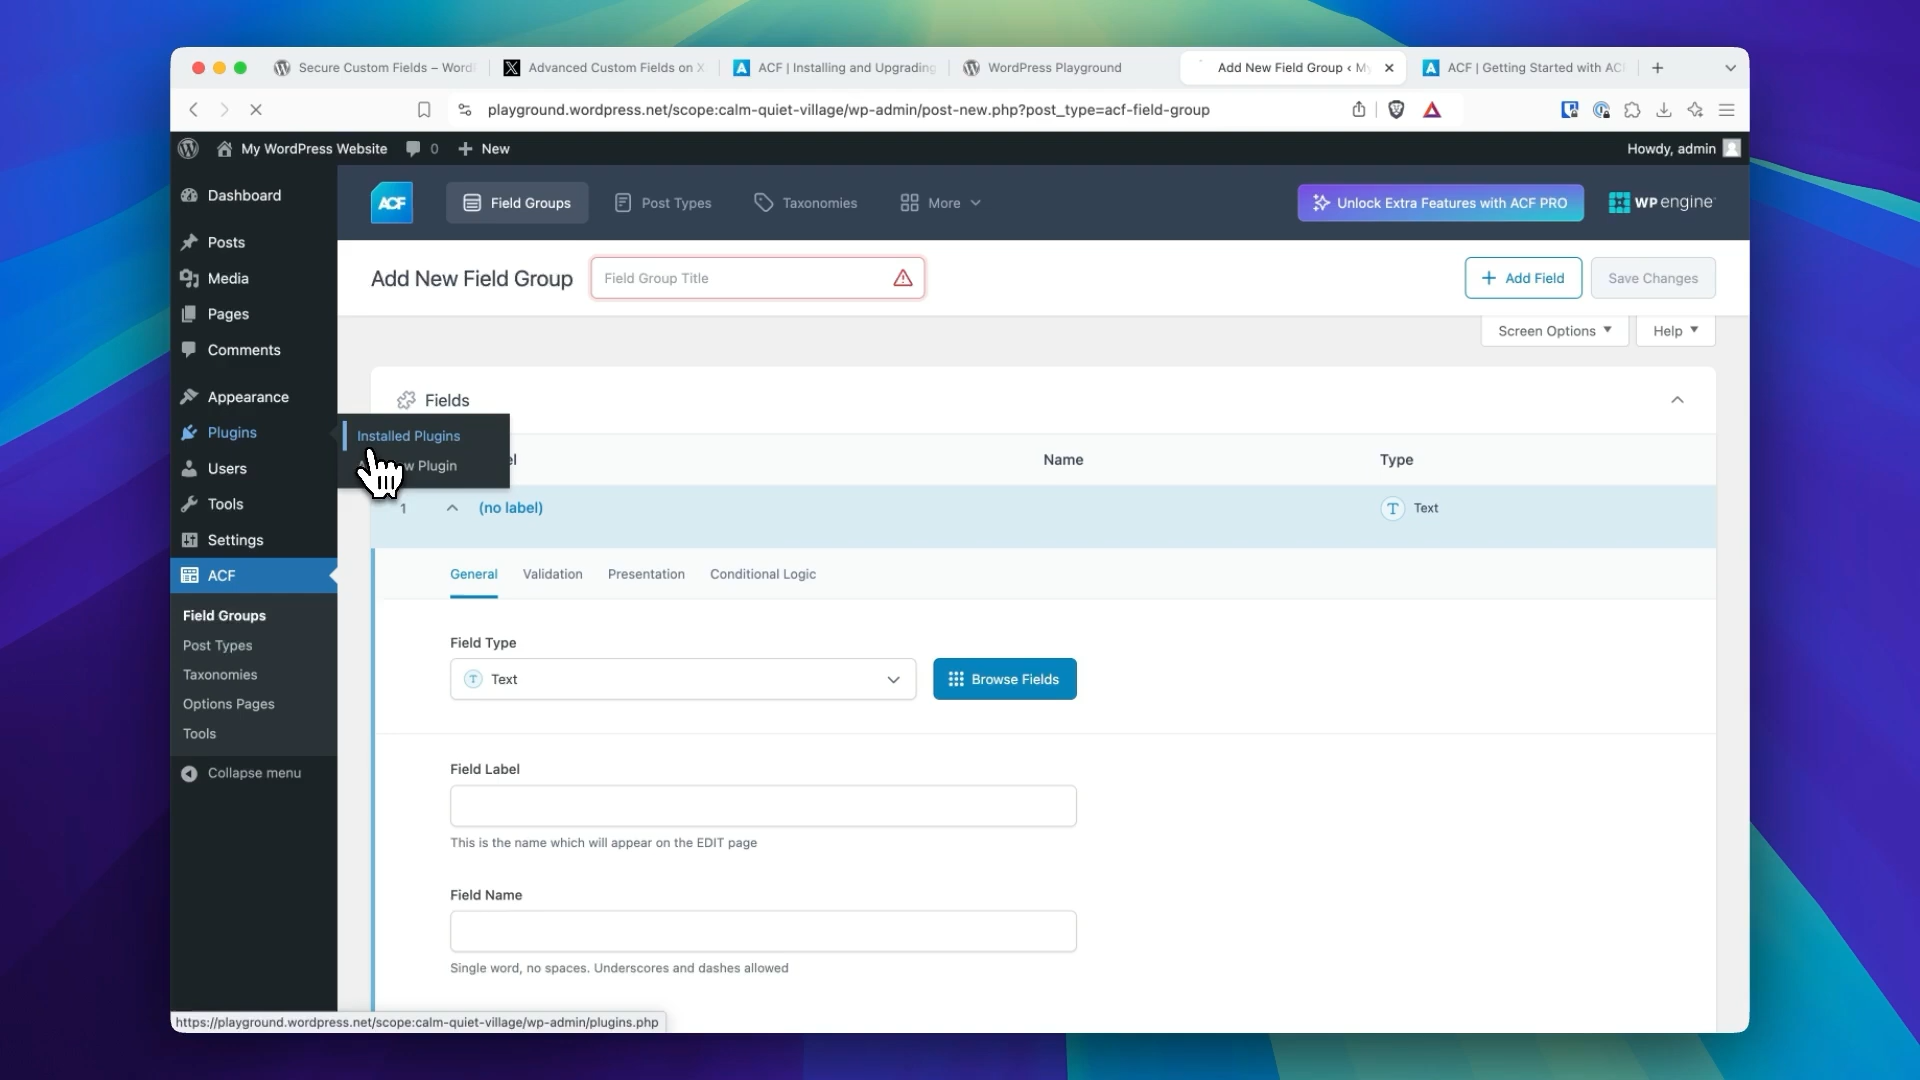 Secure Custom Fields – Word
Advanced Custom Fields on X
ACF | Installing and Upgrading
WordPress Playground
Add New Field Group ‹ My
ACF | Getting Started with ACF
playground.wordpress.net/scope:calm-quiet-village/wp-admin/post-new.php?post_type=acf-field-group
My WordPress Website
0
New
Howdy, admin
Dashboard
Posts
Media
Pages
Comments
Appearance
Plugins
Users
Tools
Settings
ACF
Field Groups
Post Types
Taxonomies
Options Pages
Tools
Collapse menu
Installed Plugins
Plugin
ACF
Field Groups
Post Types
Taxonomies
More
Unlock Extra Features with ACF PRO
WP engine
Add New Field Group
Field Group Title
Add Field
Save Changes
Screen Options
Help
Fields
Name
Type
1
(no label)
T
Text
General
Validation
Presentation
Conditional Logic
Field Type
T
Text
Browse Fields
Field Label
This is the name which will appear on the EDIT page
Field Name
Single word, no spaces. Underscores and dashes allowed
https://playground.wordpress.net/scope:calm-quiet-village/wp-admin/plugins.php